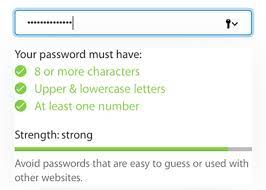 ••••••••••••••
Your password must have:
8 or more characters
Upper & lowercase letters
At least one number
Strength: strong
Avoid passwords that are easy to guess or used with
other websites.